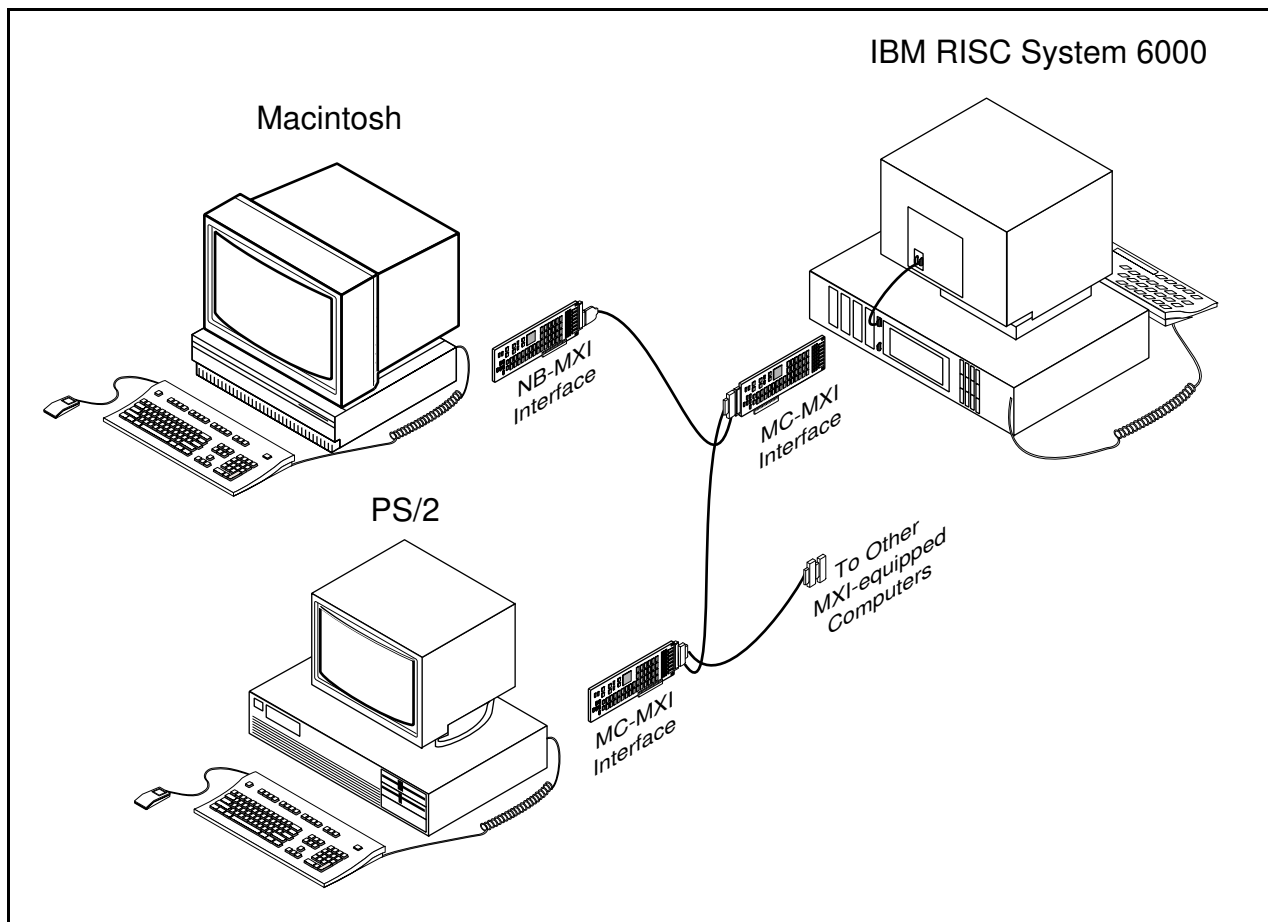 IBM RISC System 6000
Macintosh
NB-MXI
Interface
MC-MXI
Interface
PS/2
To Other
MXI-equipped
Computers
MC-MXI
Interface